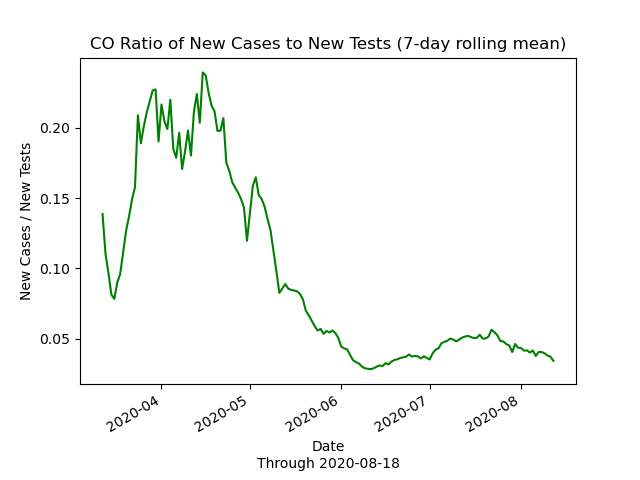 CO Ratio of New Cases to New Tests (7-day rolling mean)
New Cases / New Tests
0.20
0.15
0.10
0.05
2020-04
2020-05
2020-06
2020-07
2020-08
Date
Through 2020-08-18